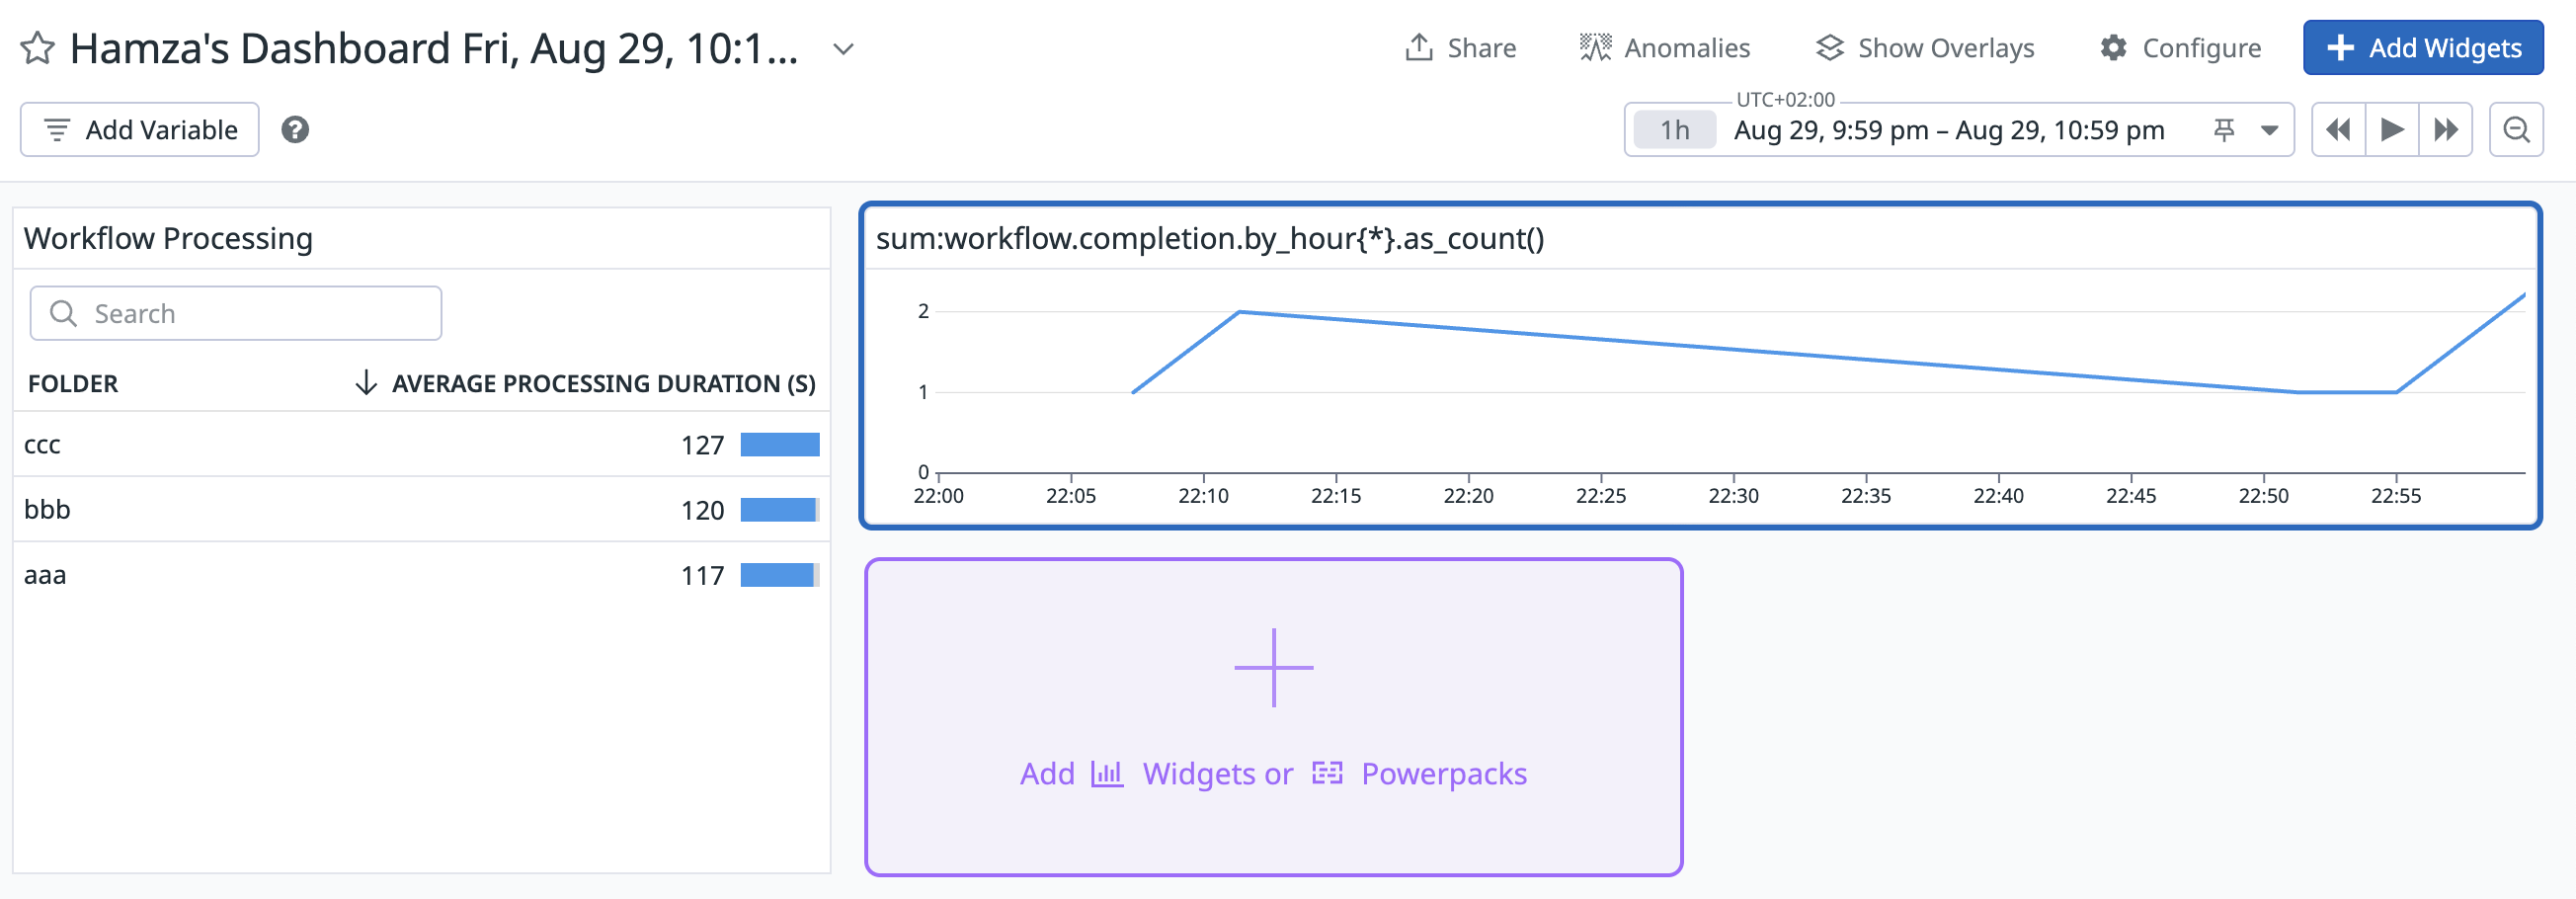 Hamza's Dashboard Fri, Aug 29, 10:1...
Share
Anomalies
Show Overlays
Configure
Add Widgets
Add Variable
?
UTC+02:00
1h Aug 29, 9:59 pm – Aug 29, 10:59 pm
Workflow Processing
Search
FOLDER AVERAGE PROCESSING DURATION (S)
ccc 127
bbb 120
aaa 117
sum:workflow.completion.by_hour{*}.as_count()
2
1
0
22:00 22:05 22:10 22:15 22:20 22:25 22:30 22:35 22:40 22:45 22:50 22:55
Add Widgets or Powerpacks